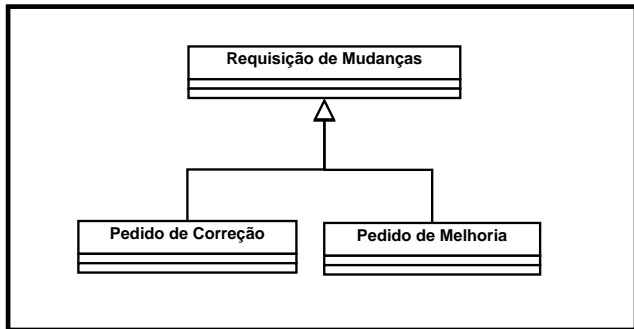 Requisição de Mudanças
Pedido de Correção
Pedido de Melhoria